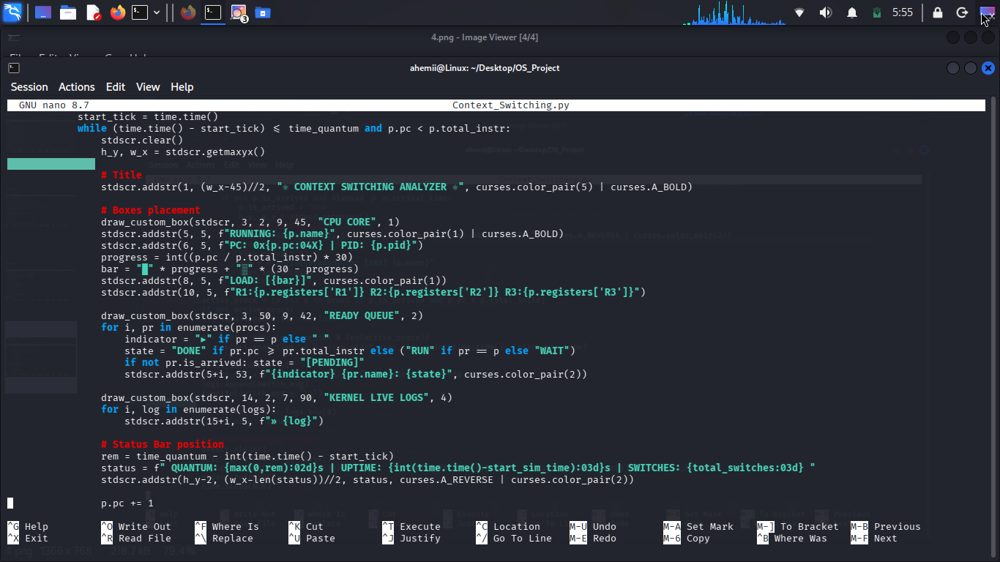 3
5:55
4.png - Image Viewer [4/4]
ahemii@Linux: ~/Desktop/OS_Project
Session Actions Edit View Help
GNU nano 8.7 Context_Switching.py
start_tick = time.time()
while (time.time() - start_tick) <= time_quantum and p.pc < p.total_instr:
stdscr.clear()
h_y, w_x = stdscr.getmaxyx()
# Title
stdscr.addstr(1, (w_x-45)//2, "⚛ CONTEXT SWITCHING ANALYZER ⚛", curses.color_pair(5) | curses.A_BOLD)
# Boxes placement
draw_custom_box(stdscr, 3, 2, 9, 45, "CPU CORE", 1)
stdscr.addstr(5, 5, f"RUNNING: {p.name}", curses.color_pair(1) | curses.A_BOLD)
stdscr.addstr(6, 5, f"PC: 0x{p.pc:04X} | PID: {p.pid}")
progress = int((p.pc / p.total_instr) * 30)
bar = "█" * progress + "▒" * (30 - progress)
stdscr.addstr(8, 5, f"LOAD: [{bar}]", curses.color_pair(1))
stdscr.addstr(10, 5, f"R1:{p.registers['R1']} R2:{p.registers['R2']} R3:{p.registers['R3']}")
draw_custom_box(stdscr, 3, 50, 9, 42, "READY QUEUE", 2)
for i, pr in enumerate(procs):
indicator = "▶" if pr == p else " "
state = "DONE" if pr.pc >= pr.total_instr else ("RUN" if pr == p else "WAIT")
if not pr.is_arrived: state = "[PENDING]"
stdscr.addstr(5+i, 53, f"{indicator} {pr.name}: {state}", curses.color_pair(2))
draw_custom_box(stdscr, 14, 2, 7, 90, "KERNEL LIVE LOGS", 4)
for i, log in enumerate(logs):
stdscr.addstr(15+i, 5, f"» {log}")
# Status Bar position
rem = time_quantum - int(time.time() - start_tick)
status = f" QUANTUM: {max(0,rem):02d}s | UPTIME: {int(time.time()-start_sim_time):03d}s | SWITCHES: {total_switches:03d} "
stdscr.addstr(h_y-2, (w_x-len(status))//2, status, curses.A_REVERSE | curses.color_pair(2))
p.pc += 1
^G Help ^O Write Out ^F Where Is ^K Cut ^T Execute ^C Location M-U Undo M-A Set Mark M-] To Bracket M-B Previous
^X Exit ^R Read File ^\ Replace ^U Paste ^J Justify ^/ Go To Line M-E Redo M-6 Copy ^B Where Was M-F Next
4.png 1366 x 768 218.7 kB 79.4%